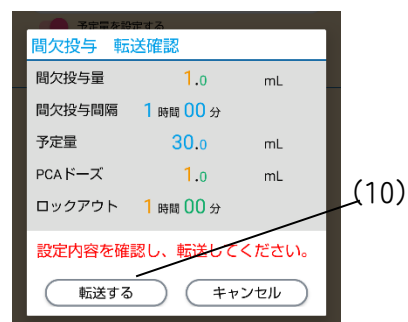 予定量を設定する
間欠投与 転送確認
間欠投与量 1.0 mL
間欠投与間隔 1 時間 00 分
予定量 30.0 mL
PCAドーズ 1.0 mL
ロックアウト 1 時間 00 分
(10)
設定内容を確認し、転送してください。
転送する キャンセル